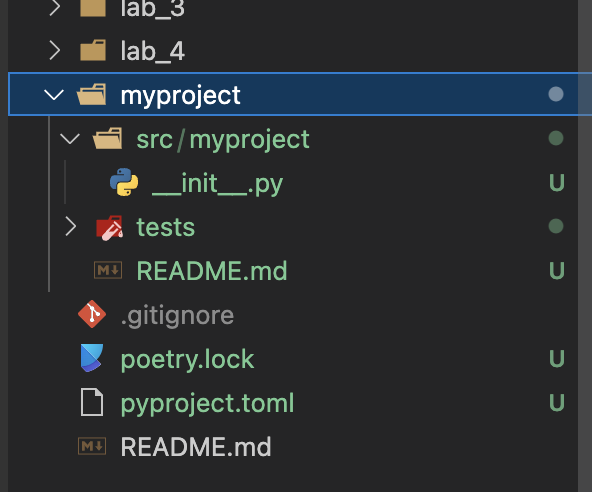 lab_3
lab_4
myproject
src/myproject
__init__.py U
tests
M↓ README.md U
.gitignore
poetry.lock U
pyproject.toml U
M↓ README.md